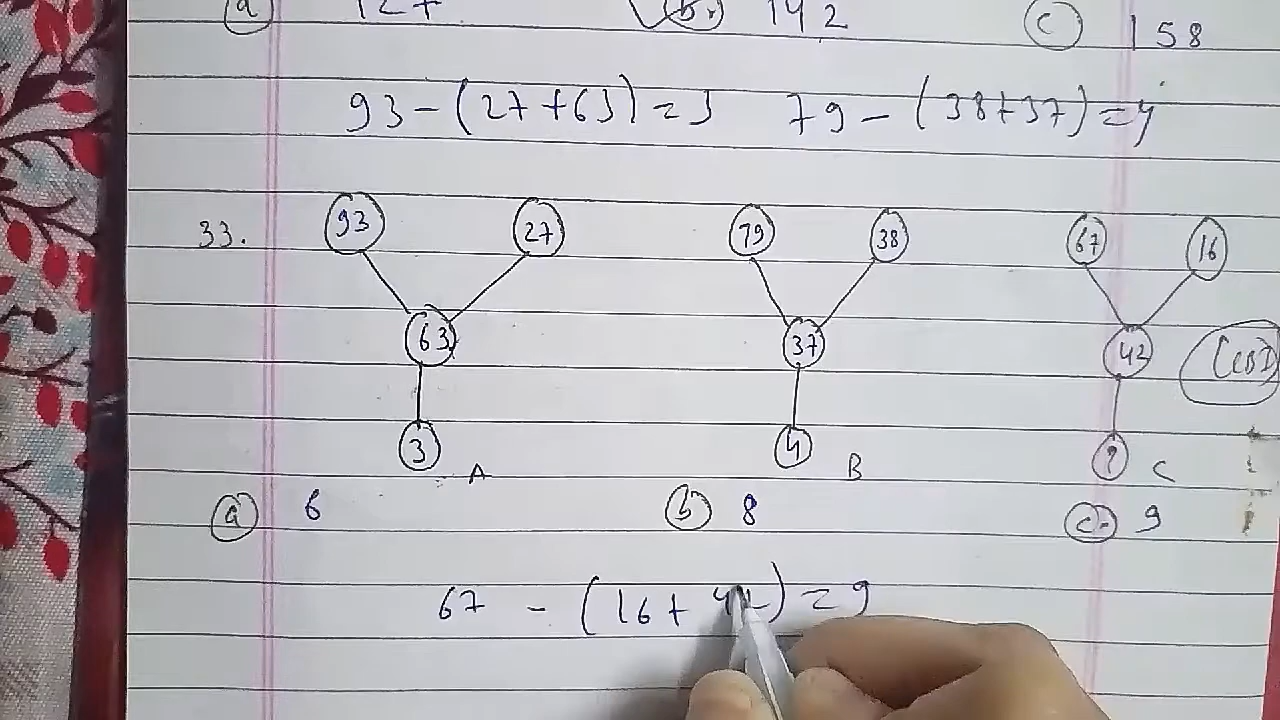 (a) 127 (b) 142 (c) 158
93 - (27+63) = 3 79 - (38+37) = 4
33. 93 27 79 38 67 16
63 37 42
3 A 4 B ? C
(a) 6 (b) 8 (c) 9
67 - (16 + 42) = 9